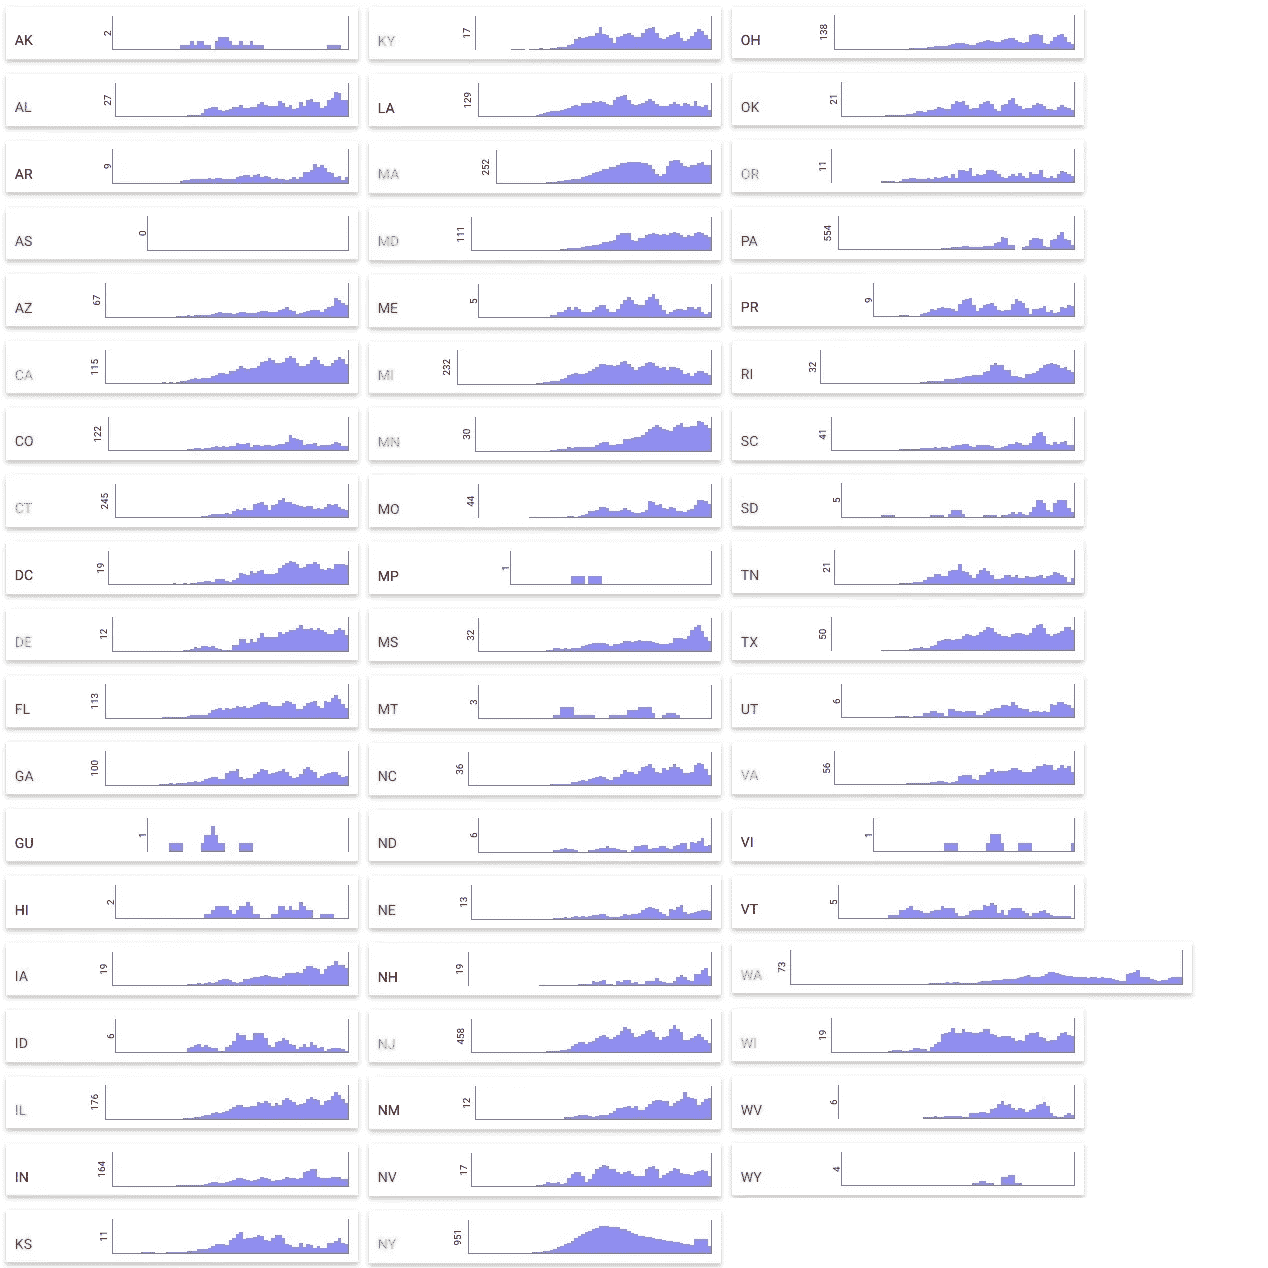 AK 2
AL 27
AR 9
AS 0
AZ 67
CA 115
CO 122
CT 245
DC 19
DE 12
FL 113
GA 100
GU 1
HI 2
IA 19
ID 6
IL 176
IN 164
KS 11
KY 17
LA 129
MA 252
MD 111
ME 5
MI 232
MN 30
MO 44
MP 1
MS 32
MT 3
NC 36
ND 6
NE 13
NH 19
NJ 458
NM 12
NV 17
NY 951
OH 138
OK 21
OR 11
PA 554
PR 9
RI 32
SC 41
SD 5
TN 21
TX 50
UT 6
VA 56
VI 1
VT 5
WA 73
WI 19
WV 6
WY 4